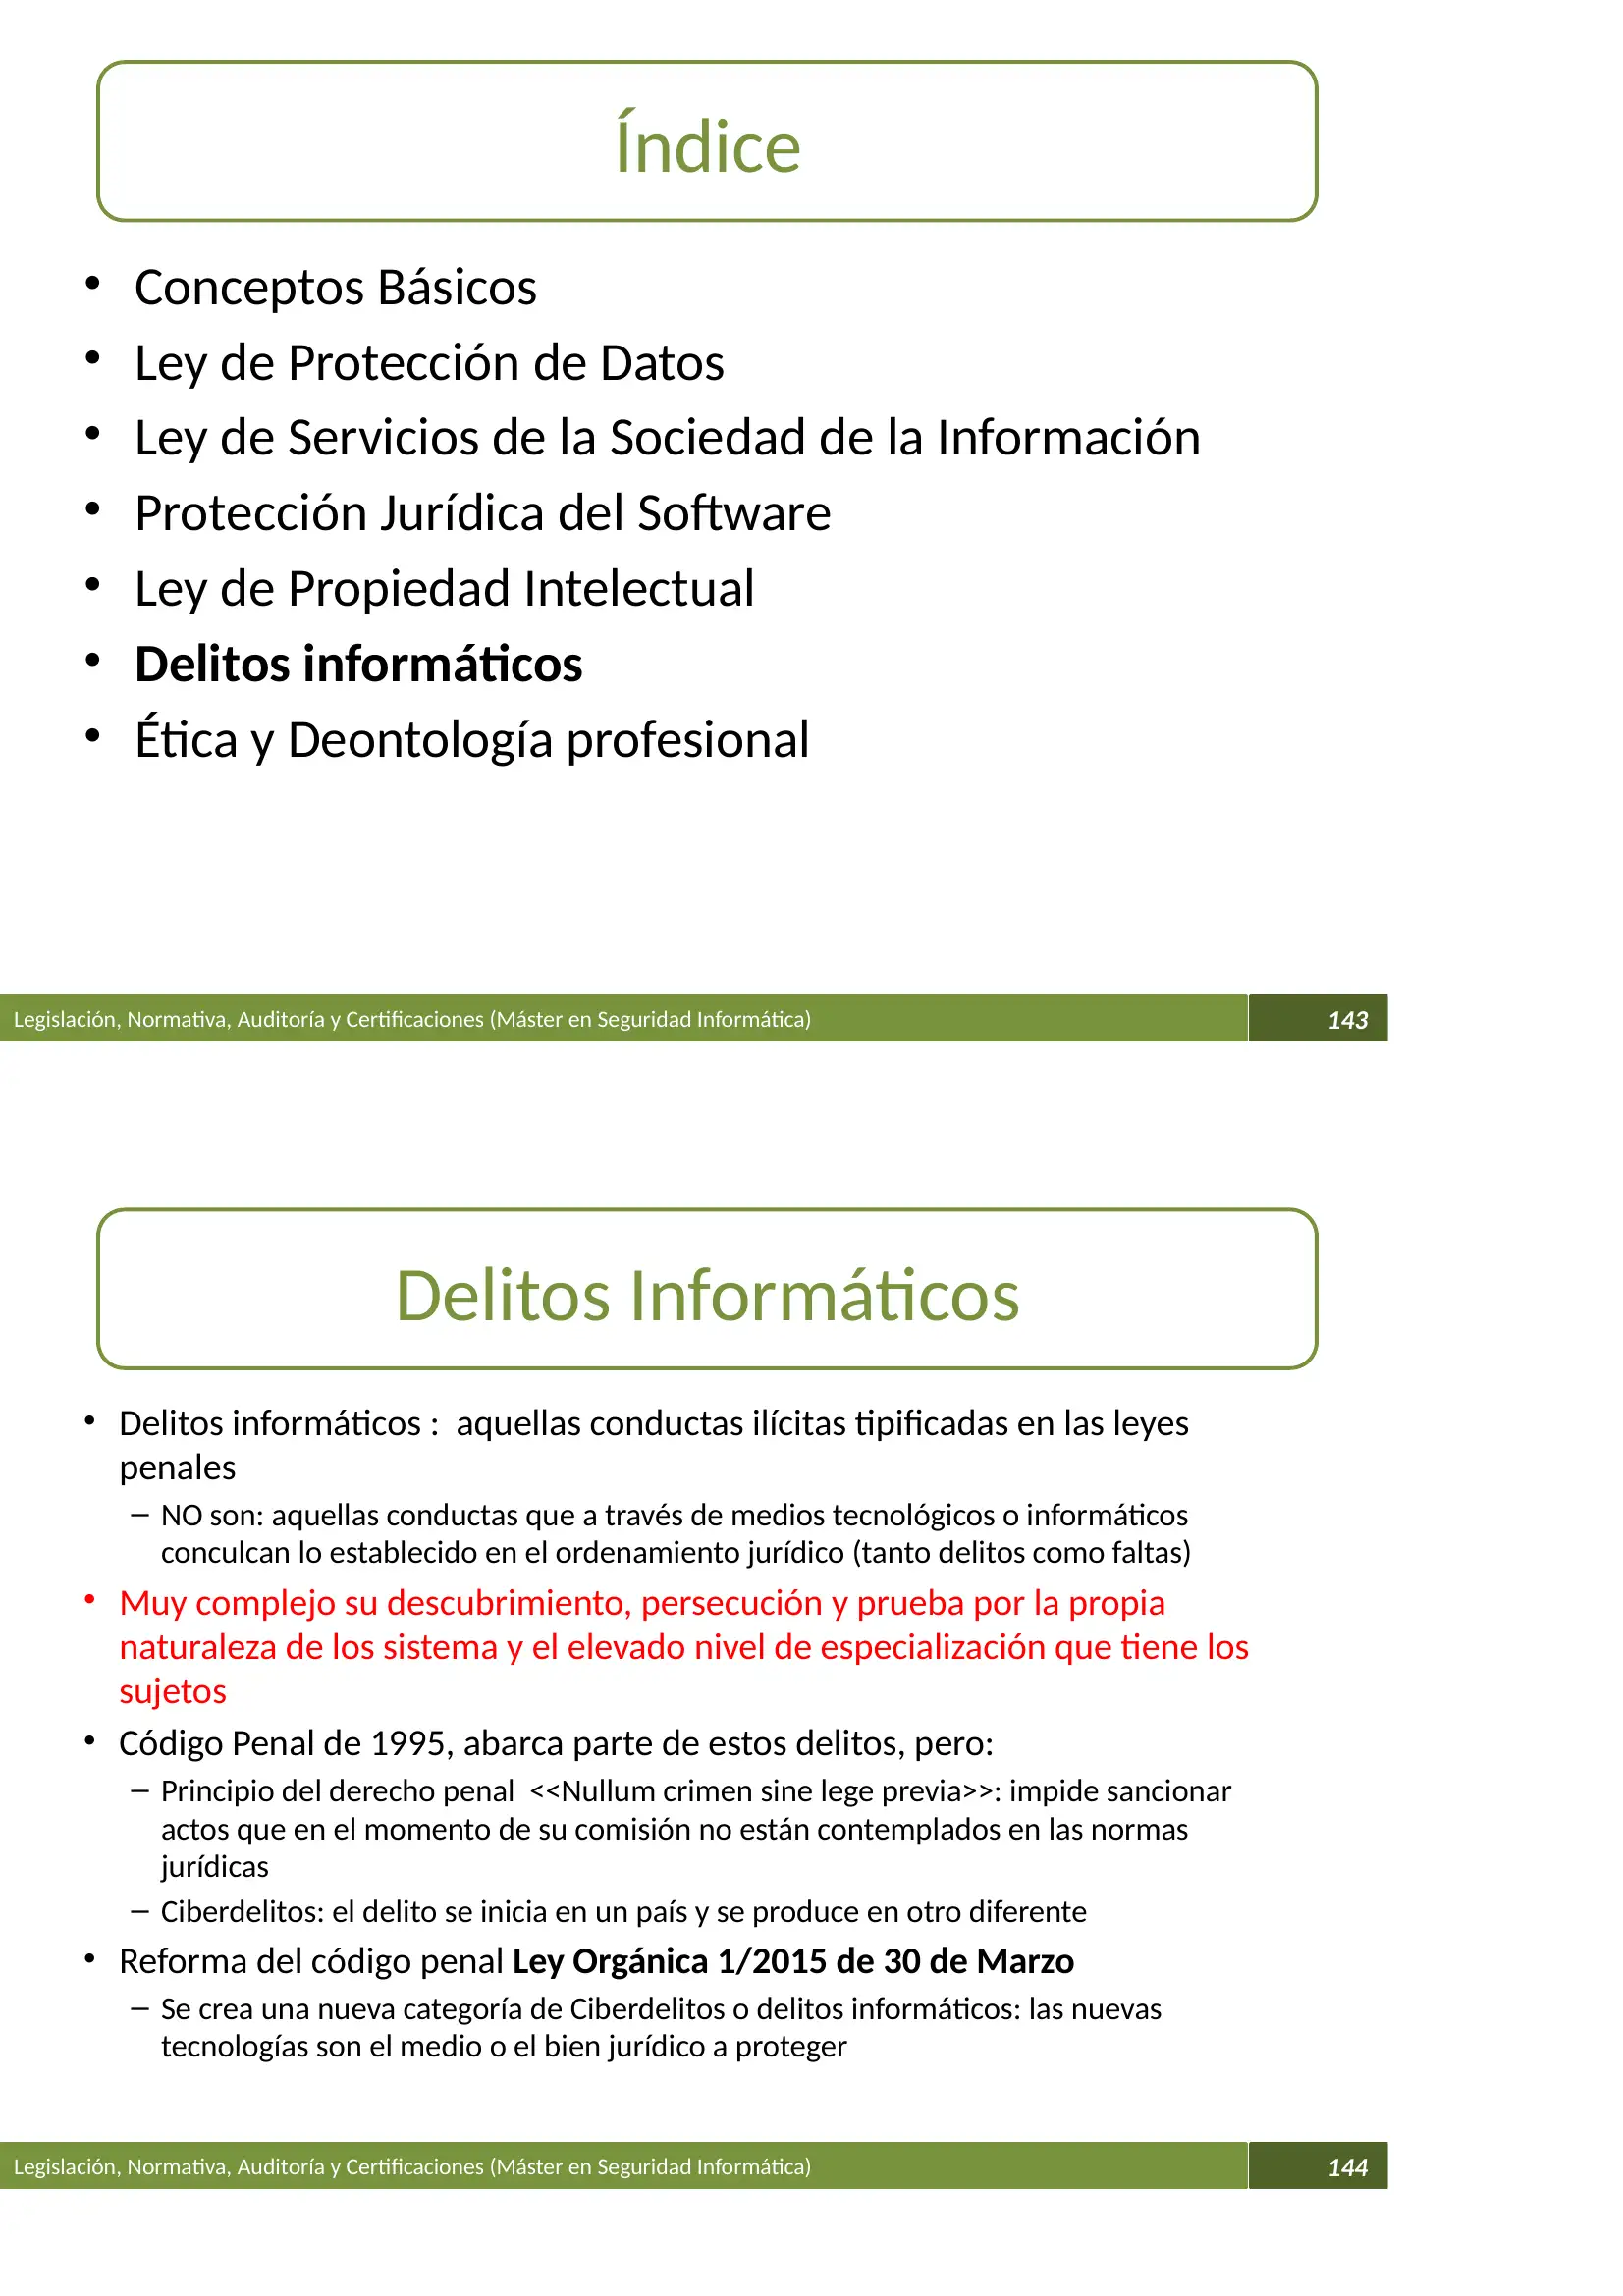 Índice
• Conceptos Básicos
• Ley de Protección de Datos
• Ley de Servicios de la Sociedad de la Información
• Protección Jurídica del Software
• Ley de Propiedad Intelectual
• Delitos informáticos
• Ética y Deontología profesional
Legislación, Normativa, Auditoría y Certificaciones (Máster en Seguridad Informática)
143
Delitos Informáticos
• Delitos informáticos :  aquellas conductas ilícitas tipificadas en las leyes
penales
– NO son: aquellas conductas que a través de medios tecnológicos o informáticos
conculcan lo establecido en el ordenamiento jurídico (tanto delitos como faltas)
• Muy complejo su descubrimiento, persecución y prueba por la propia
naturaleza de los sistema y el elevado nivel de especialización que tiene los
sujetos
• Código Penal de 1995, abarca parte de estos delitos, pero:
– Principio del derecho penal  <<Nullum crimen sine lege previa>>: impide sancionar
actos que en el momento de su comisión no están contemplados en las normas
jurídicas
– Ciberdelitos: el delito se inicia en un país y se produce en otro diferente
• Reforma del código penal Ley Orgánica 1/2015 de 30 de Marzo
– Se crea una nueva categoría de Ciberdelitos o delitos informáticos: las nuevas
tecnologías son el medio o el bien jurídico a proteger
Legislación, Normativa, Auditoría y Certificaciones (Máster en Seguridad Informática)
144